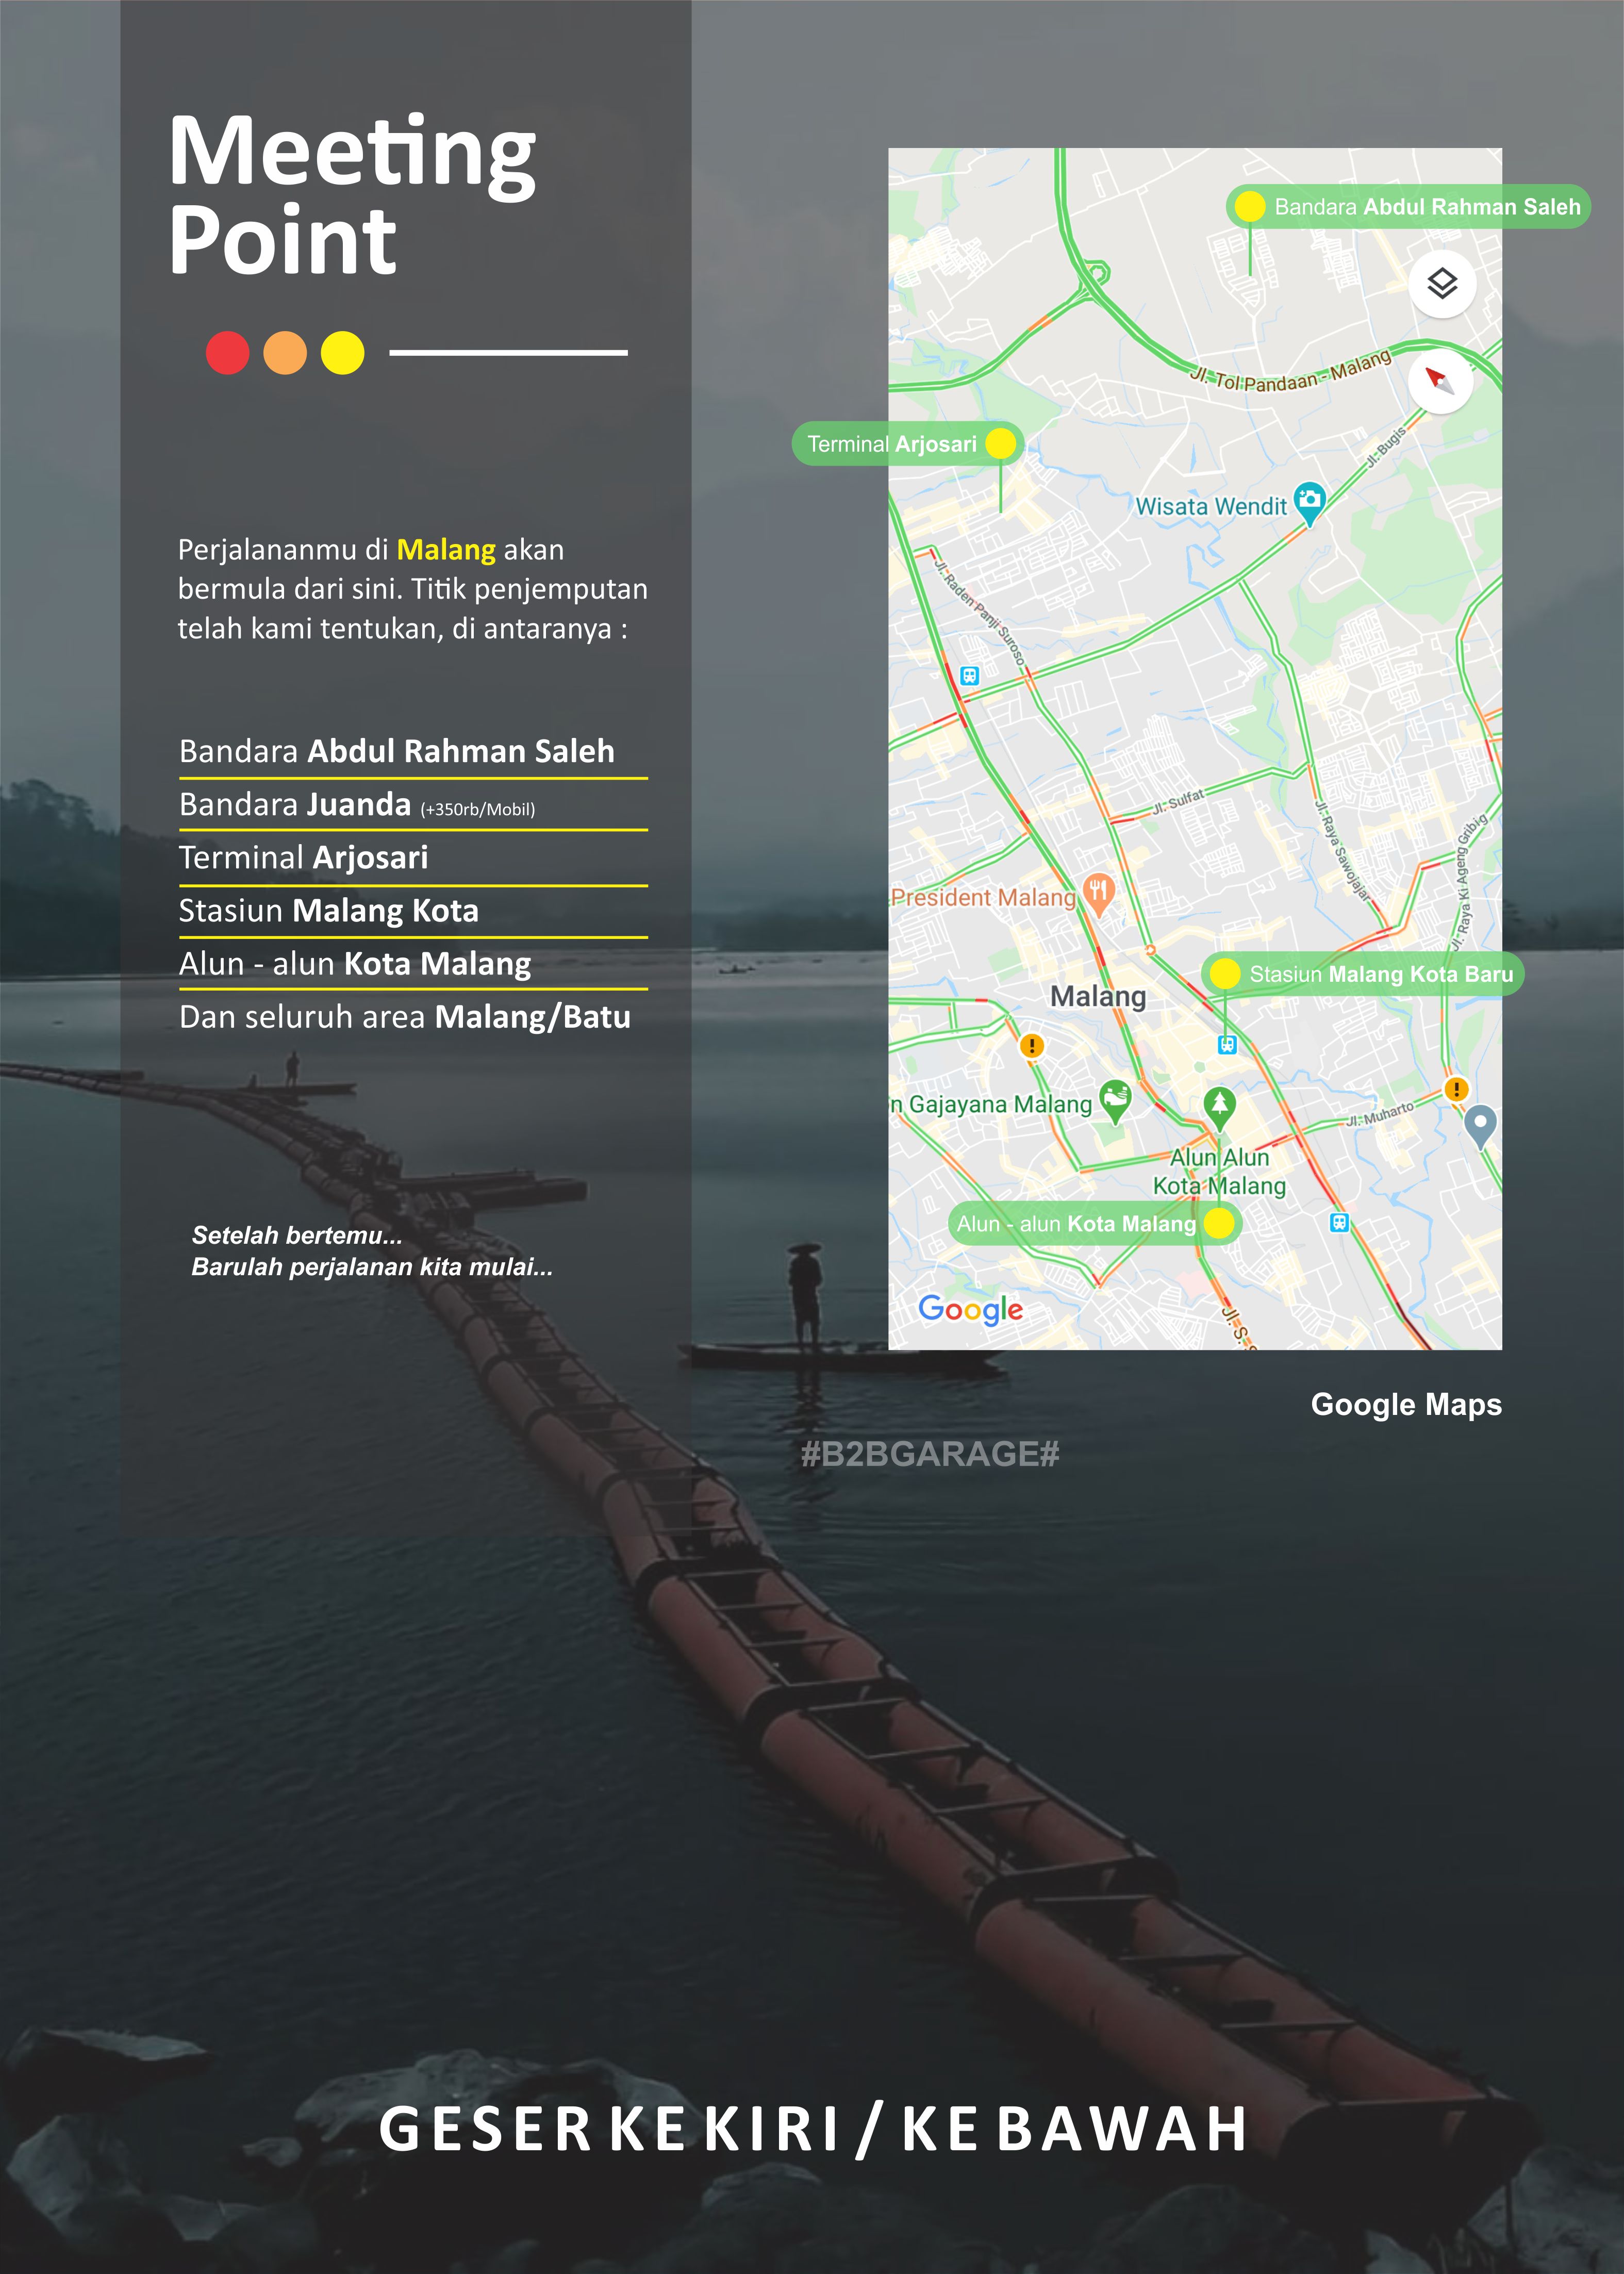 Meeting
Point
Perjalananmu di Malang akan
bermula dari sini. Titik penjemputan
telah kami tentukan, di antaranya :
Bandara Abdul Rahman Saleh
Bandara Juanda (+350rb/Mobil)
Terminal Arjosari
Stasiun Malang Kota
Alun - alun Kota Malang
Dan seluruh area Malang/Batu
Setelah bertemu...
Barulah perjalanan kita mulai...
Bandara Abdul Rahman Saleh
Jl. Tol Pandaan - Malang
Terminal Arjosari
Jl. Bugis
Wisata Wendit
Jl. Raden Panji Suroso
Jl. Sulfat
Jl. Raya Sawojajar
Jl. Raya Ki Ageng Gribig
President Malang
Stasiun Malang Kota Baru
Malang
n Gajayana Malang
Jl. Muharto
Alun Alun
Kota Malang
Alun - alun Kota Malang
Google
Jl. S.
Google Maps
#B2BGARAGE#
GESER KE KIRI / KE BAWAH